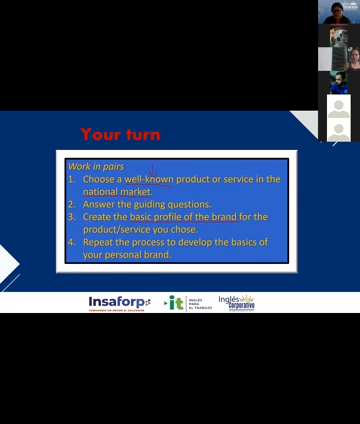 Your turn
Work in pairs
1. Choose a well-known product or service in the
national market.
2. Answer the guiding questions.
3. Create the basic profile of the brand for the
product/service you chose.
4. Repeat the process to develop the basics of
your personal brand.
Insaforp
it INGLÉS
PARA
EL TRABAJO
Inglés
Corporativo